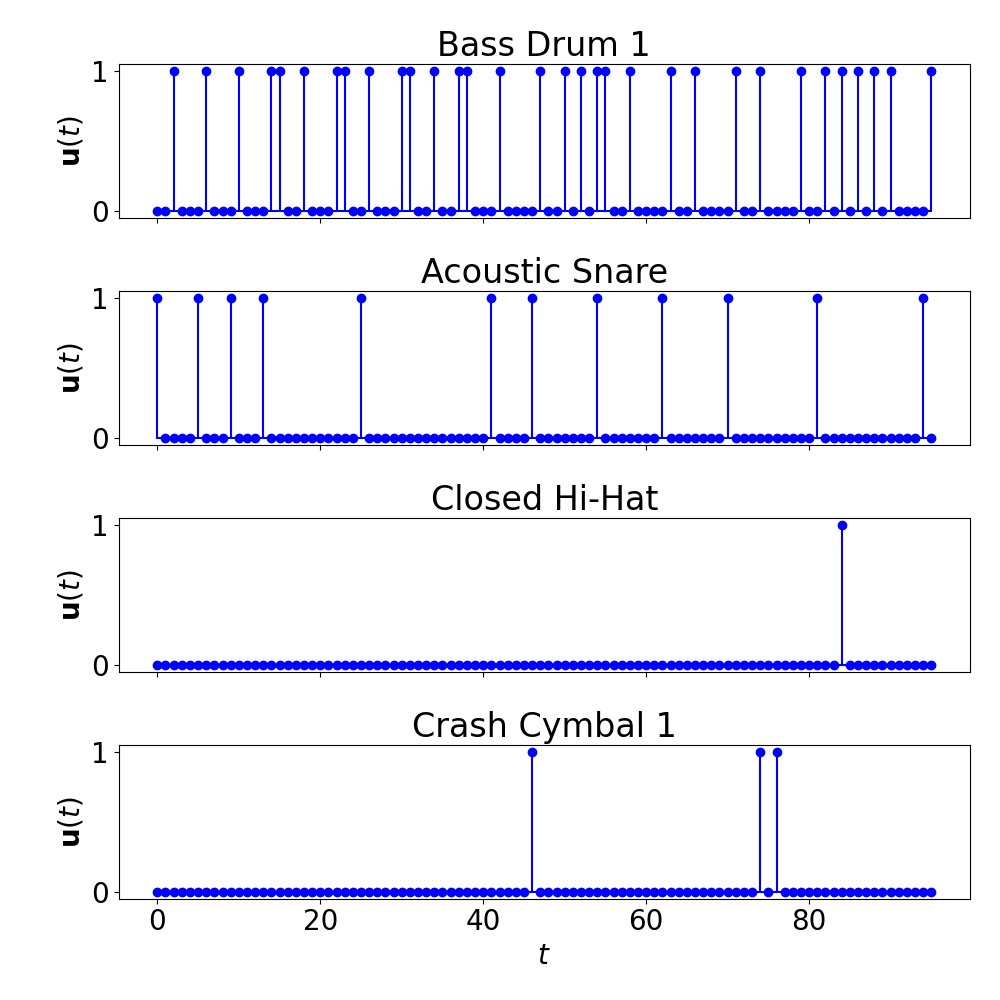 Bass Drum 1
1
u(t)
0
Acoustic Snare
1
u(t)
0
Closed Hi-Hat
1
u(t)
0
Crash Cymbal 1
1
u(t)
0
0 20 40 60 80
t